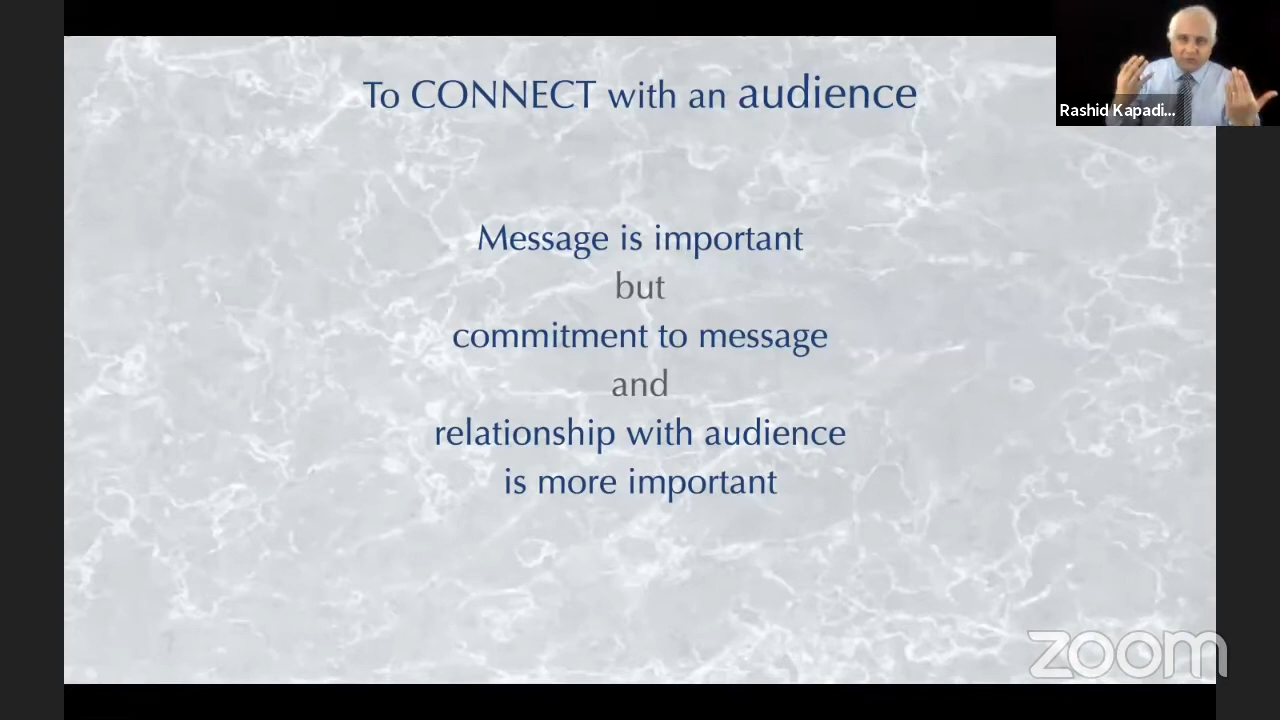 To CONNECT with an audience
Rashid Kapadi...
Message is important
but
commitment to message
and
relationship with audience
is more important
zoom